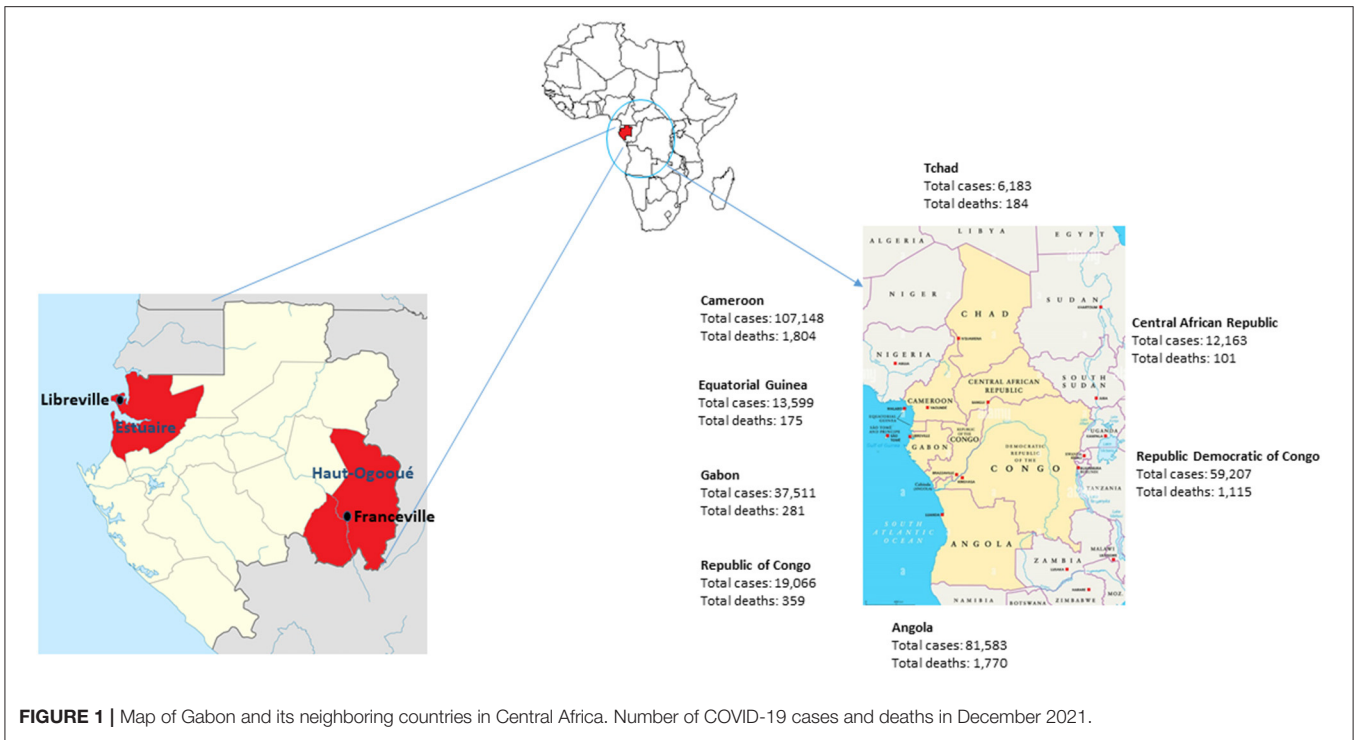 Tchad
Total cases: 6,183
Total deaths: 184
Cameroon
Total cases: 107,148
Total deaths: 1,804
Equatorial Guinea
Total cases: 13,599
Total deaths: 175
Gabon
Total cases: 37,511
Total deaths: 281
Republic of Congo
Total cases: 19,066
Total deaths: 359
Central African Republic
Total cases: 12,163
Total deaths: 101
Republic Democratic of Congo
Total cases: 59,207
Total deaths: 1,115
Angola
Total cases: 81,583
Total deaths: 1,770
Libreville
Estuaire
Haut-Ogooué
Franceville
ALGERIA
LIBYA
EGYPT
NIGER
CHAD
SUDAN
NIGERIA
CENTRAL AFRICAN
REPUBLIC
SOUTH
SUDAN
CAMEROON
GABON
REPUBLIC
OF THE
CONGO
DEMOCRATIC
REPUBLIC
OF THE
CONGO
UGANDA
TANZANIA
SOUTH
ATLANTIC
OCEAN
ANGOLA
ZAMBIA
MALAWI
NAMIBIA
BOTSWANA
ZIMBABWE
MOZ.
FIGURE 1 | Map of Gabon and its neighboring countries in Central Africa. Number of COVID-19 cases and deaths in December 2021.